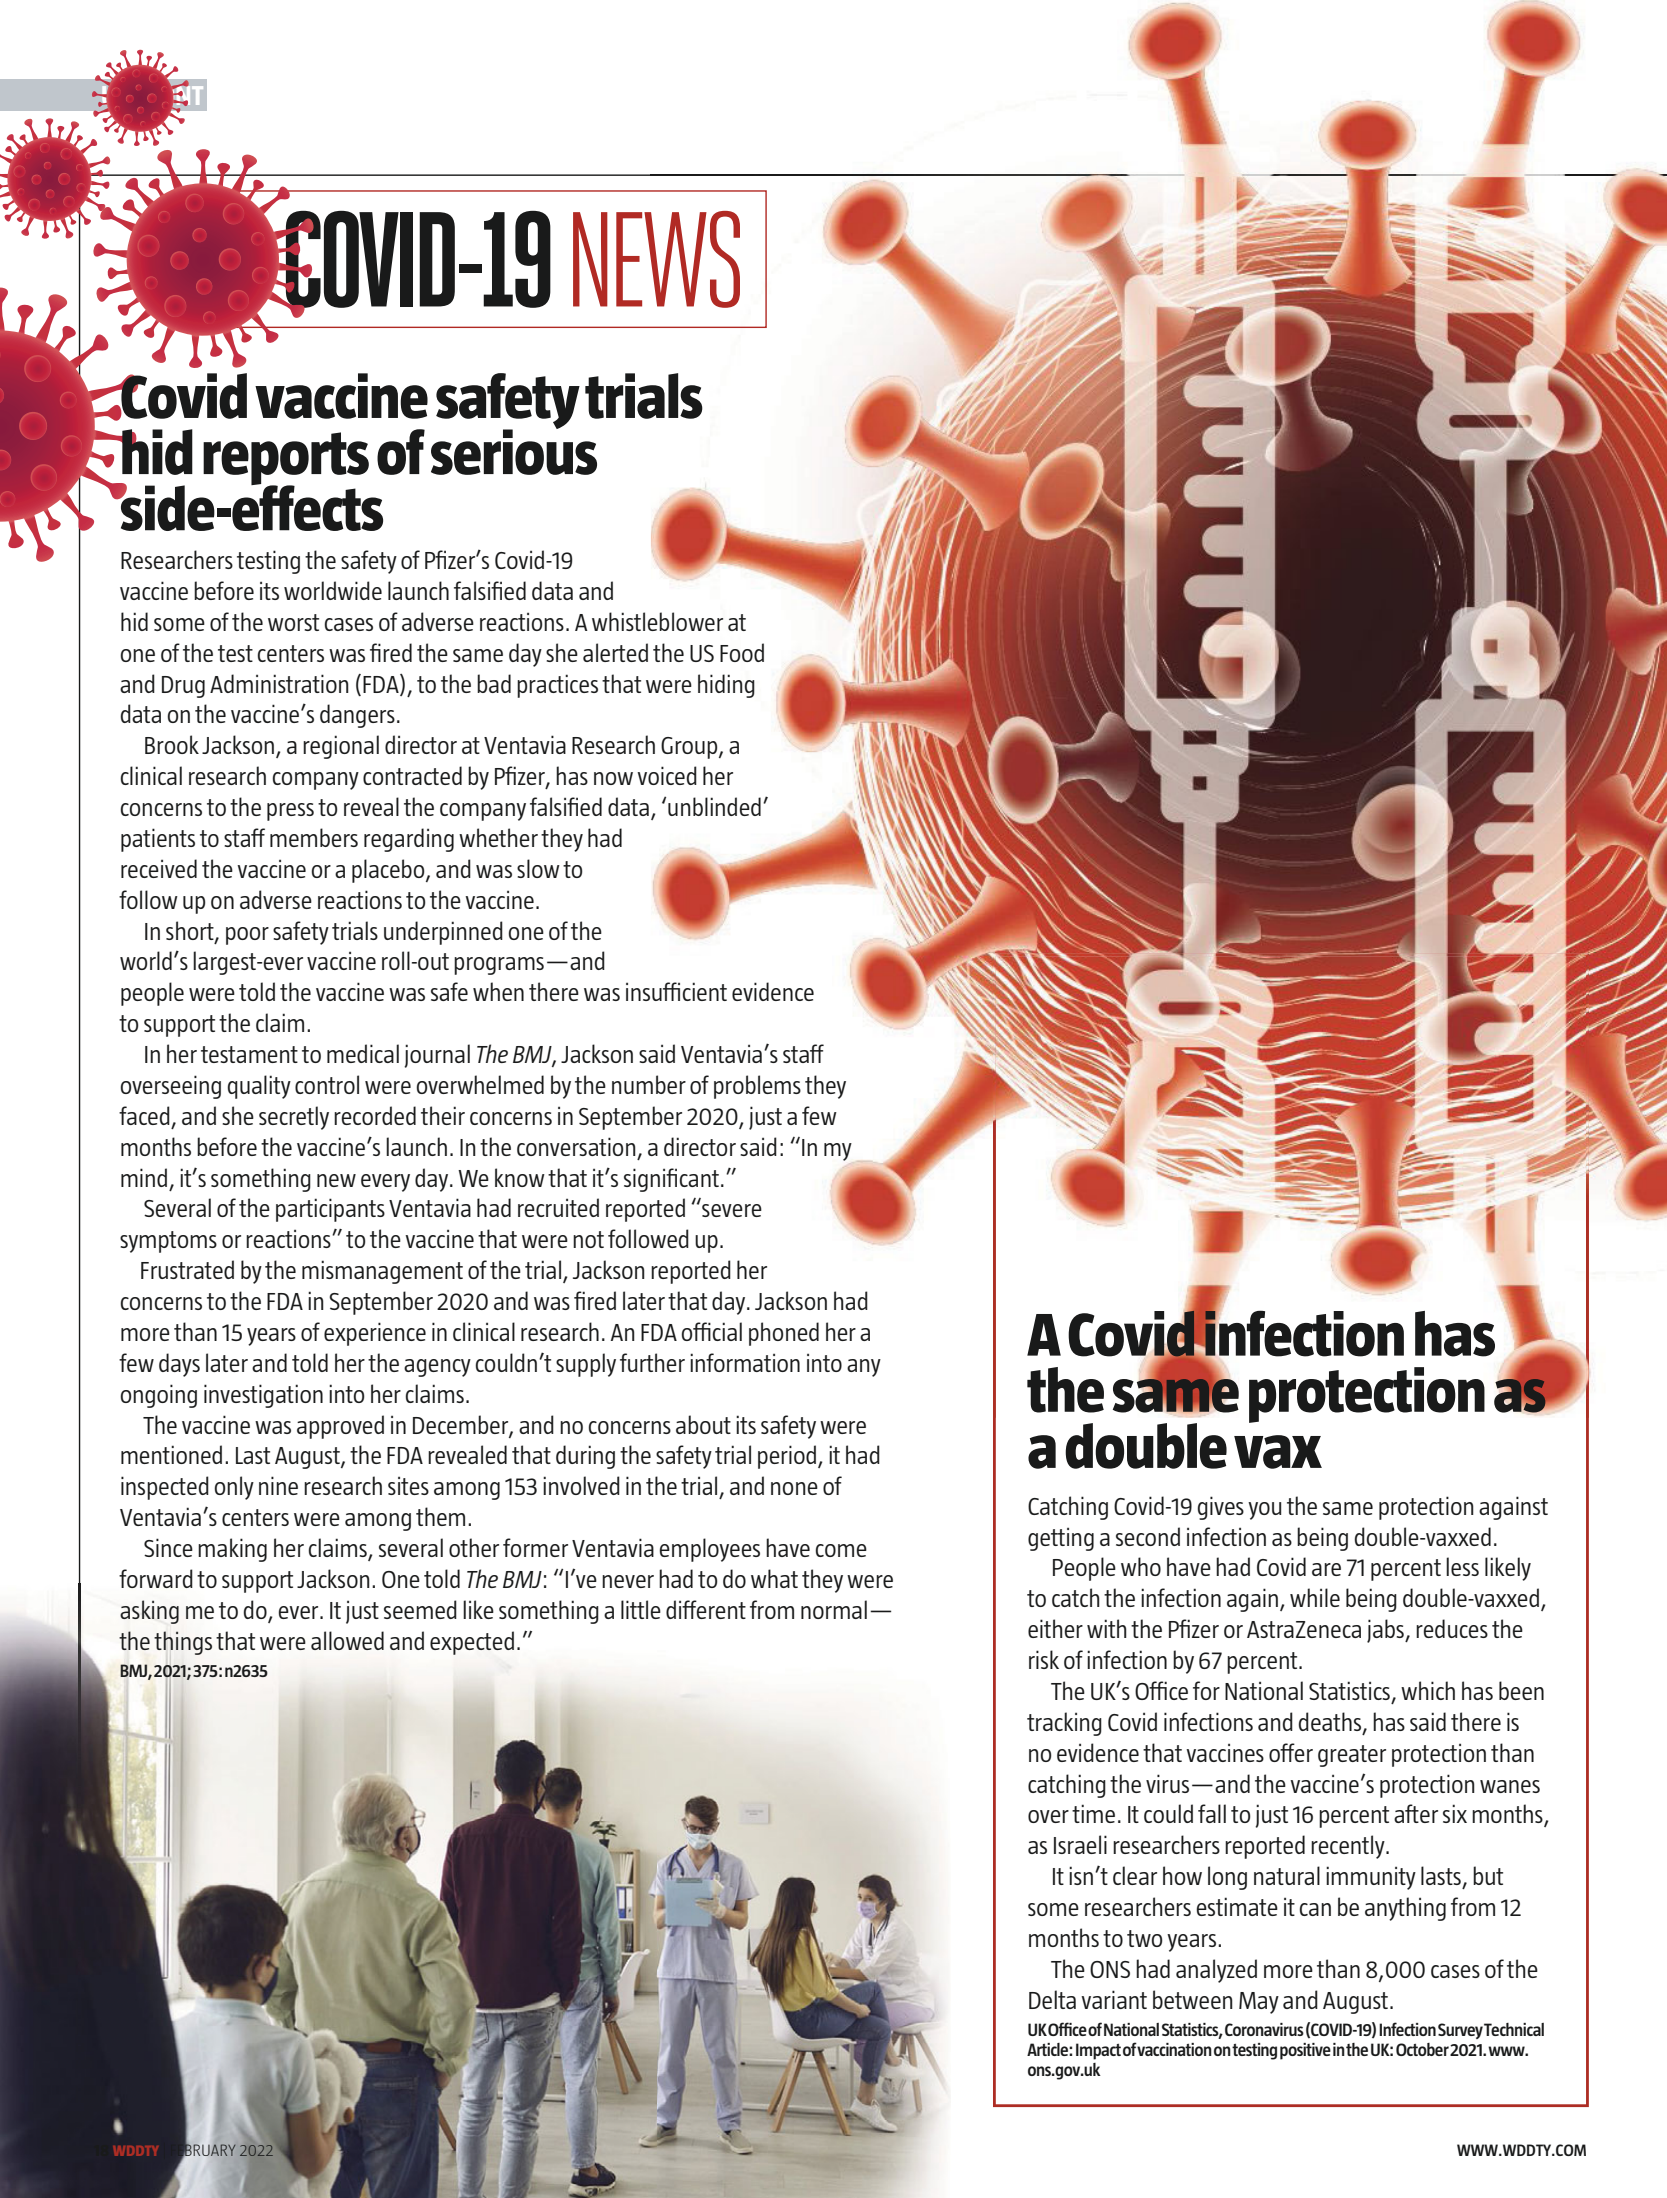 NT
COVID-19 NEWS
Covid vaccine safety trials
hid reports of serious
side-effects
Researchers testing the safety of Pfizer’s Covid-19
vaccine before its worldwide launch falsified data and
hid some of the worst cases of adverse reactions. A whistleblower at
one of the test centers was fired the same day she alerted the US Food
and Drug Administration (FDA), to the bad practices that were hiding
data on the vaccine’s dangers.
Brook Jackson, a regional director at Ventavia Research Group, a
clinical research company contracted by Pfizer, has now voiced her
concerns to the press to reveal the company falsified data, ‘unblinded’
patients to staff members regarding whether they had
received the vaccine or a placebo, and was slow to
follow up on adverse reactions to the vaccine.
In short, poor safety trials underpinned one of the
world’s largest-ever vaccine roll-out programs—and
people were told the vaccine was safe when there was insufficient evidence
to support the claim.
In her testament to medical journal The BMJ, Jackson said Ventavia’s staff
overseeing quality control were overwhelmed by the number of problems they
faced, and she secretly recorded their concerns in September 2020, just a few
months before the vaccine’s launch. In the conversation, a director said: “In my
mind, it’s something new every day. We know that it’s significant.”
Several of the participants Ventavia had recruited reported “severe
symptoms or reactions” to the vaccine that were not followed up.
Frustrated by the mismanagement of the trial, Jackson reported her
concerns to the FDA in September 2020 and was fired later that day. Jackson had
more than 15 years of experience in clinical research. An FDA official phoned her a
few days later and told her the agency couldn’t supply further information into any
ongoing investigation into her claims.
The vaccine was approved in December, and no concerns about its safety were
mentioned. Last August, the FDA revealed that during the safety trial period, it had
inspected only nine research sites among 153 involved in the trial, and none of
Ventavia’s centers were among them.
Since making her claims, several other former Ventavia employees have come
forward to support Jackson. One told The BMJ: “I’ve never had to do what they were
asking me to do, ever. It just seemed like something a little different from normal—
the things that were allowed and expected.”
BMJ, 2021; 375: n2635
A Covid infection has
the same protection as
a double vax
Catching Covid-19 gives you the same protection against
getting a second infection as being double-vaxxed.
People who have had Covid are 71 percent less likely
to catch the infection again, while being double-vaxxed,
either with the Pfizer or AstraZeneca jabs, reduces the
risk of infection by 67 percent.
The UK’s Office for National Statistics, which has been
tracking Covid infections and deaths, has said there is
no evidence that vaccines offer greater protection than
catching the virus—and the vaccine’s protection wanes
over time. It could fall to just 16 percent after six months,
as Israeli researchers reported recently.
It isn’t clear how long natural immunity lasts, but
some researchers estimate it can be anything from 12
months to two years.
The ONS had analyzed more than 8,000 cases of the
Delta variant between May and August.
UK Office of National Statistics, Coronavirus (COVID-19) Infection Survey Technical
Article: Impact of vaccination on testing positive in the UK: October 2021. www.
ons.gov.uk
WDDTY FEBRUARY 2022
WWW.WDDTY.COM